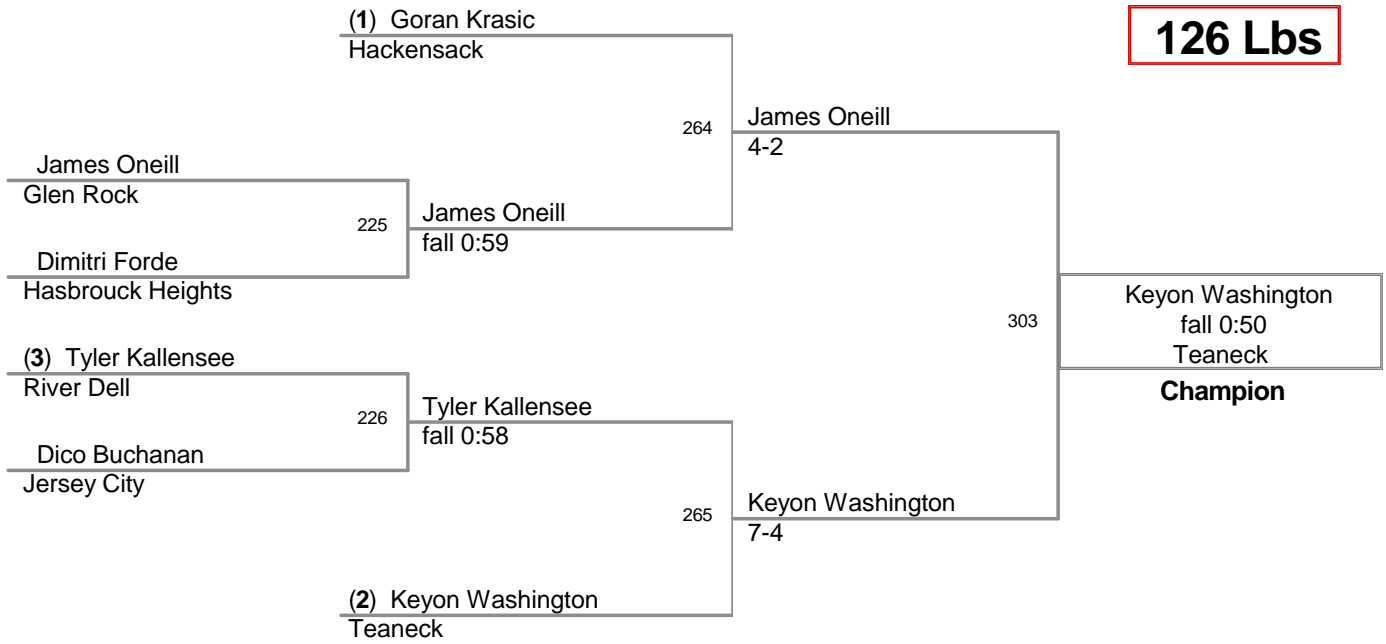 (1) Goran Krasic
Hackensack
126 Lbs
264
James Oneill
4-2
James Oneill
Glen Rock
225
James Oneill
fall 0:59
Dimitri Forde
Hasbrouck Heights
303
Keyon Washington
fall 0:50
Teaneck
Champion
(3) Tyler Kallensee
River Dell
226
Tyler Kallensee
fall 0:58
Dico Buchanan
Jersey City
265
Keyon Washington
7-4
(2) Keyon Washington
Teaneck